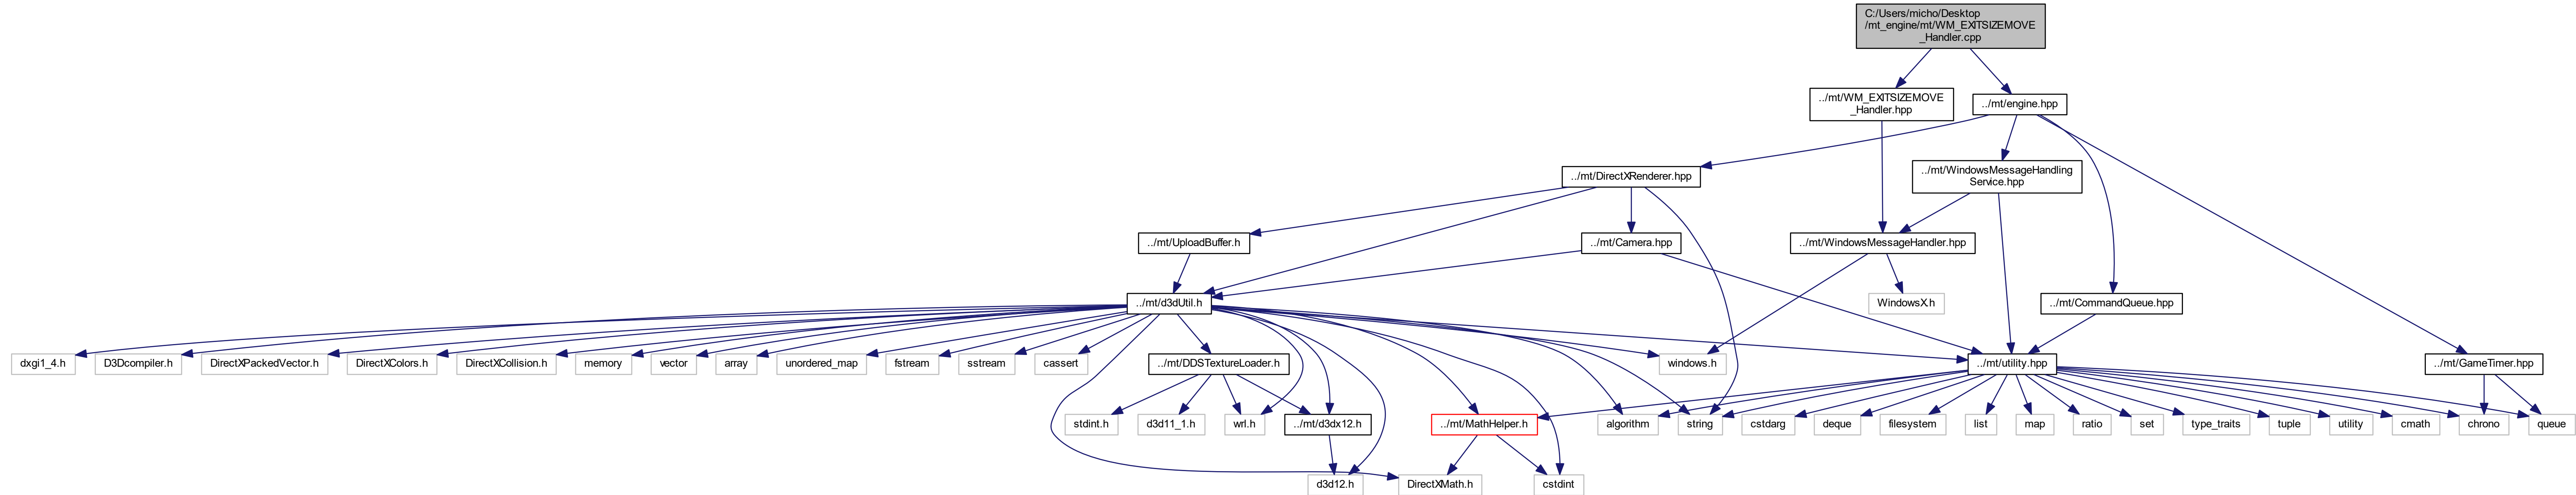 C:/Users/micho/Desktop
/mt_engine/mt/WM_EXITSIZEMOVE
_Handler.cpp
../mt/WM_EXITSIZEMOVE
_Handler.hpp
../mt/engine.hpp
../mt/DirectXRenderer.hpp
../mt/WindowsMessageHandling
Service.hpp
../mt/UploadBuffer.h
../mt/Camera.hpp
../mt/WindowsMessageHandler.hpp
../mt/d3dUtil.h
WindowsX.h
../mt/CommandQueue.hpp
dxgi1_4.h
D3Dcompiler.h
DirectXPackedVector.h
DirectXColors.h
DirectXCollision.h
memory
vector
array
unordered_map
fstream
sstream
cassert
../mt/DDSTextureLoader.h
windows.h
../mt/utility.hpp
../mt/GameTimer.hpp
stdint.h
d3d11_1.h
wrl.h
../mt/d3dx12.h
../mt/MathHelper.h
algorithm
string
cstdarg
deque
filesystem
list
map
ratio
set
type_traits
tuple
utility
cmath
chrono
queue
d3d12.h
DirectXMath.h
cstdint